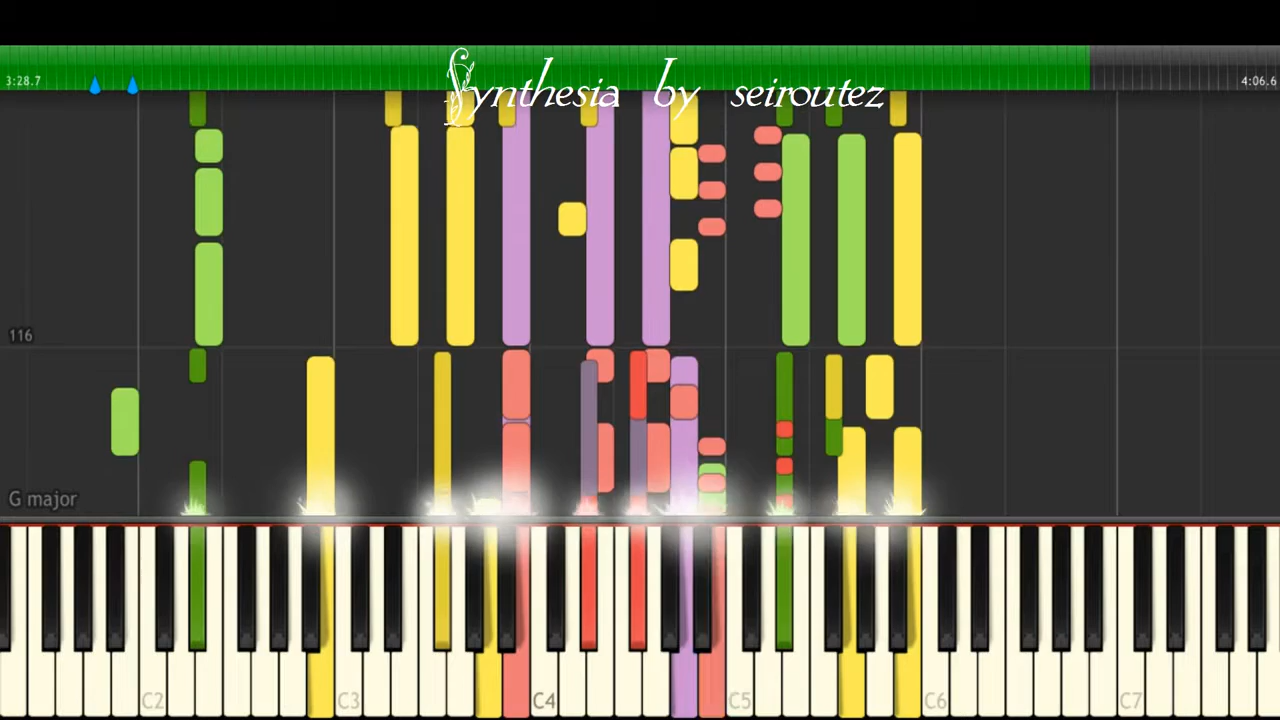 Synthesia by seiroutez
3:28.7
4:06.6
116
G major
C2
C3
C4
C5
C6
C7